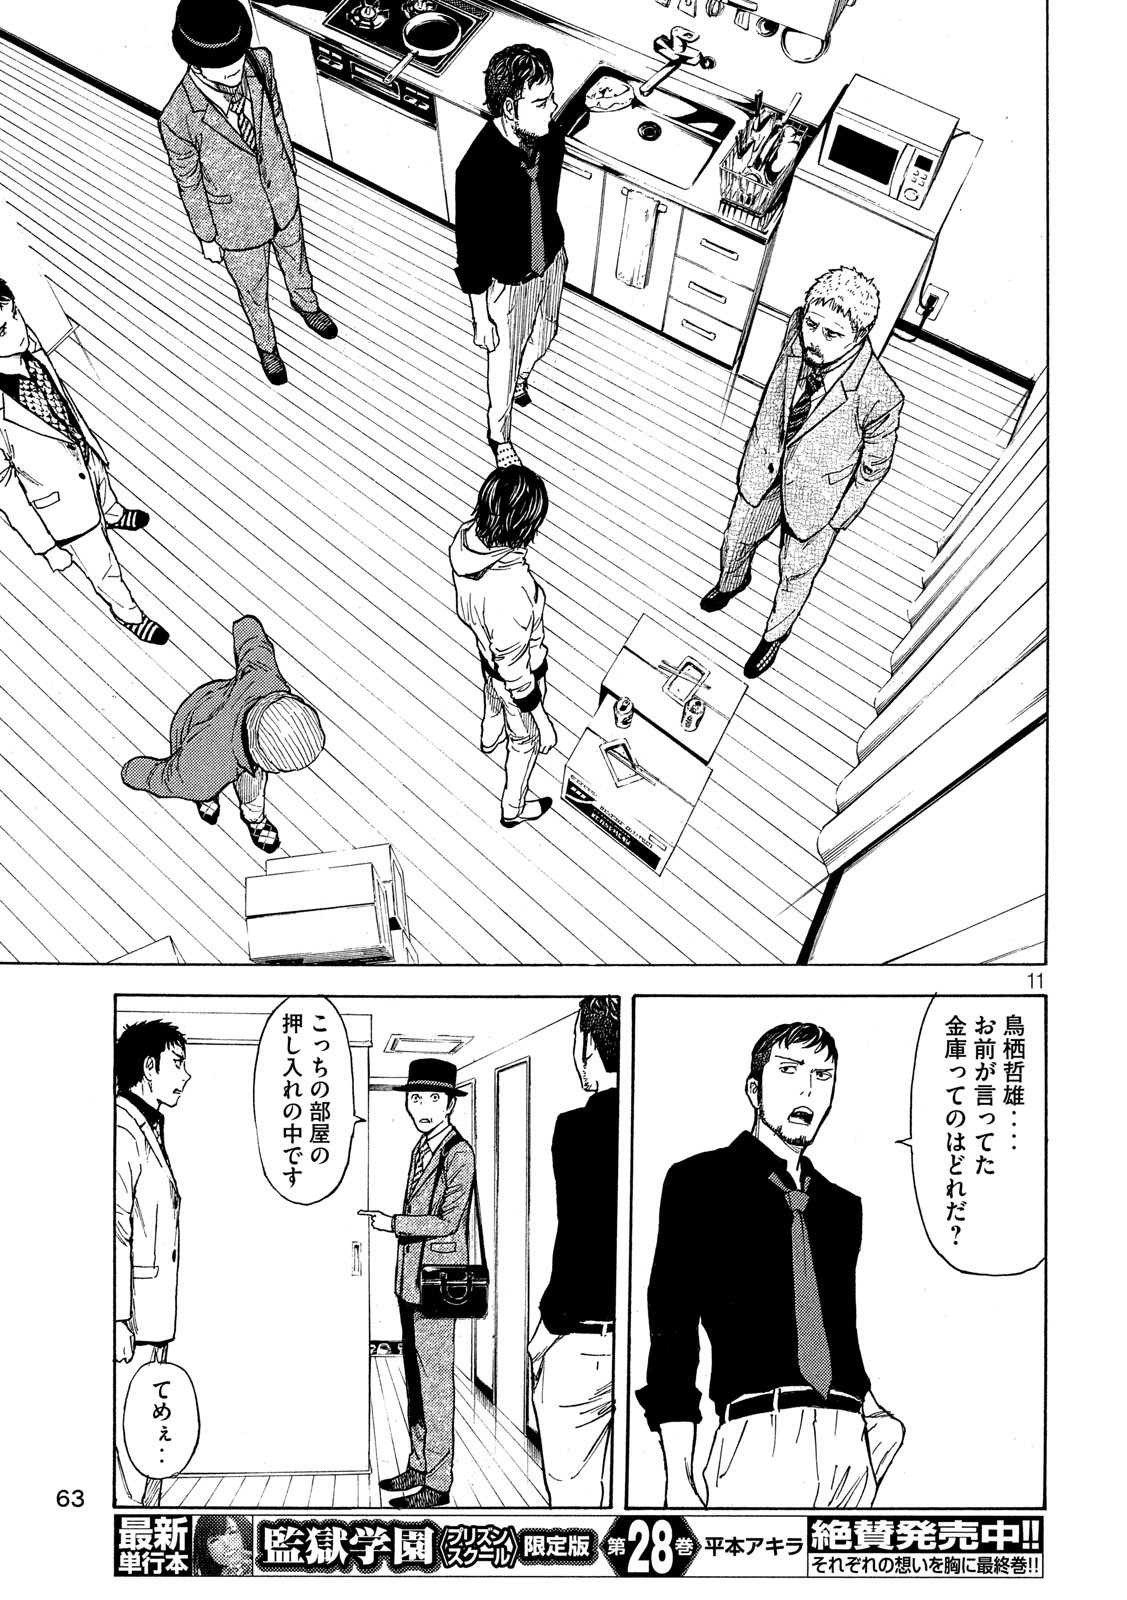 11
鳥栖哲雄‥‥
お前が言ってた
金庫ってのはどれだ?
こっちの部屋の
押し入れの中です
てめぇ‥
63
最新
単行本
監獄学園
〈プリズン
スクール〉
限定版
第28巻
平本アキラ
絶賛発売中!!
それぞれの想いを胸に最終巻!!